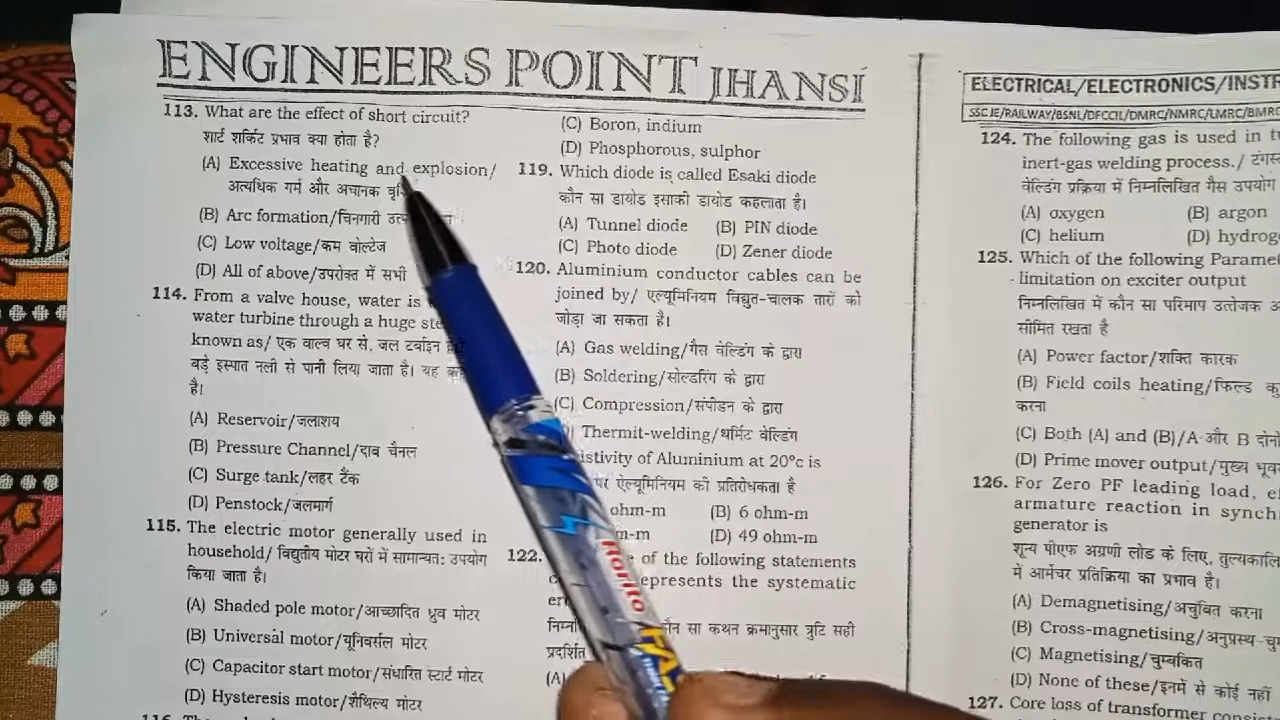 ENGINEERS POINT JHANSI
113. What are the effect of short circuit?
शार्ट शर्किट प्रभाव क्या होता है?
(A) Excessive heating and explosion/
अत्यधिक गर्म और अचानक
(B) Arc formation/चिनगारी
(C) Low voltage/कम वोल्टेज
(D) All of above/उपरोक्त में सभी
114. From a valve house, water is
water turbine through a huge
known as/ एक वाल्व घर से, जल टर्बाइन
बड़े इस्पात नली से पानी लिया जाता है। यह
है।
(A) Reservoir/जलाशय
(B) Pressure Channel/दाव चैनल
(C) Surge tank/लहर टैंक
(D) Penstock/जलमार्ग
115. The electric motor generally used in
household/ विद्युतीय मोटर घरों में सामान्यत: उपयोग
किया जाता है।
(A) Shaded pole motor/आच्छादित ध्रुव मोटर
(B) Universal motor/यूनिवर्सल मोटर
(C) Capacitor start motor/संधारित स्टार्ट मोटर
(D) Hysteresis motor/शैथिल्य मोटर
(C) Boron, indium
(D) Phosphorous, sulphor
119. Which diode is called Esaki diode
कौन सा डायोड इसाकी डायोड कहलाता है।
(A) Tunnel diode (B) PIN diode
(C) Photo diode (D) Zener diode
120. Aluminium conductor cables can be
joined by/ एल्यूमिनियम विद्युत-चालक तारों को
जोड़ा जा सकता है।
(A) Gas welding/गैस वेल्डिंग के द्वारा
(B) Soldering/सोल्डरिंग के द्वारा
(C) Compression/संपीडन के द्वारा
Thermit-welding/थर्मिट वेल्डिंग
of Aluminium at 20°c is
पर ऐल्यूमिनियम की प्रतिरोधकता है
ohm-m (B) 6 ohm-m
(D) 49 ohm-m
122. of the following statements
represents the systematic
कौन सा कथन क्रमानुसार त्रुटि सही
प्रदर्शित
(A)
Norito
ELECTRICAL/ELECTRONICS/INST
SSC JE/RAILWAY/BSNL/DFCCIL/DMRC/NMRC/LMRC/BMRC
124. The following gas is used in
inert-gas welding process./
वेल्डिंग प्रक्रिया में निम्नलिखित गैस उपयोग
(A) oxygen (B) argon
(C) helium (D) hydrog
125. Which of the following
limitation on exciter output
निम्नलिखित में कौन सा परिमाप उत्तेजक
सीमित रखता है
(A) Power factor/शक्ति कारक
(B) Field coils heating/फिल्ड
करना
(C) Both (A) and (B)/A और B दोनों
(D) Prime mover output/मुख्य
126. For Zero PF leading load,
armature reaction in synch
generator is
शून्य पीएफ अग्रणी लोड के लिए,
में आर्मेचर प्रतिक्रिया का प्रभाव है।
(A) Demagnetising/अचुंबित करना
(B) Cross-magnetising/अनुप्रस्थ
(C) Magnetising/चुम्बकित
(D) None of these/इनमें से कोई नहीं
127. Core loss of transformer